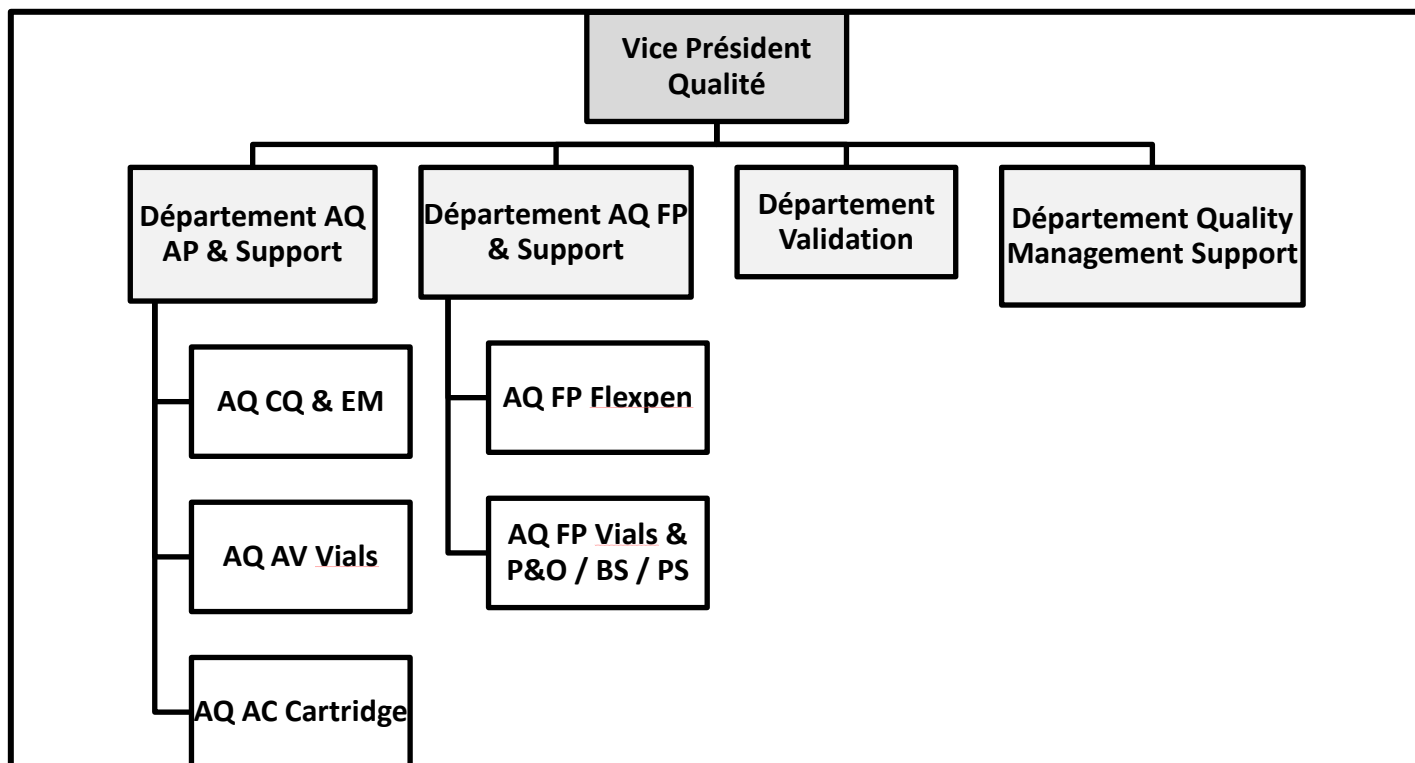 Vice Président
Qualité
Département AQ
AP & Support
Département AQ FP
& Support
Département
Validation
Département Quality
Management Support
AQ CQ & EM
AQ FP Flexpen
AQ AV Vials
AQ FP Vials &
P&O / BS / PS
AQ AC Cartridge